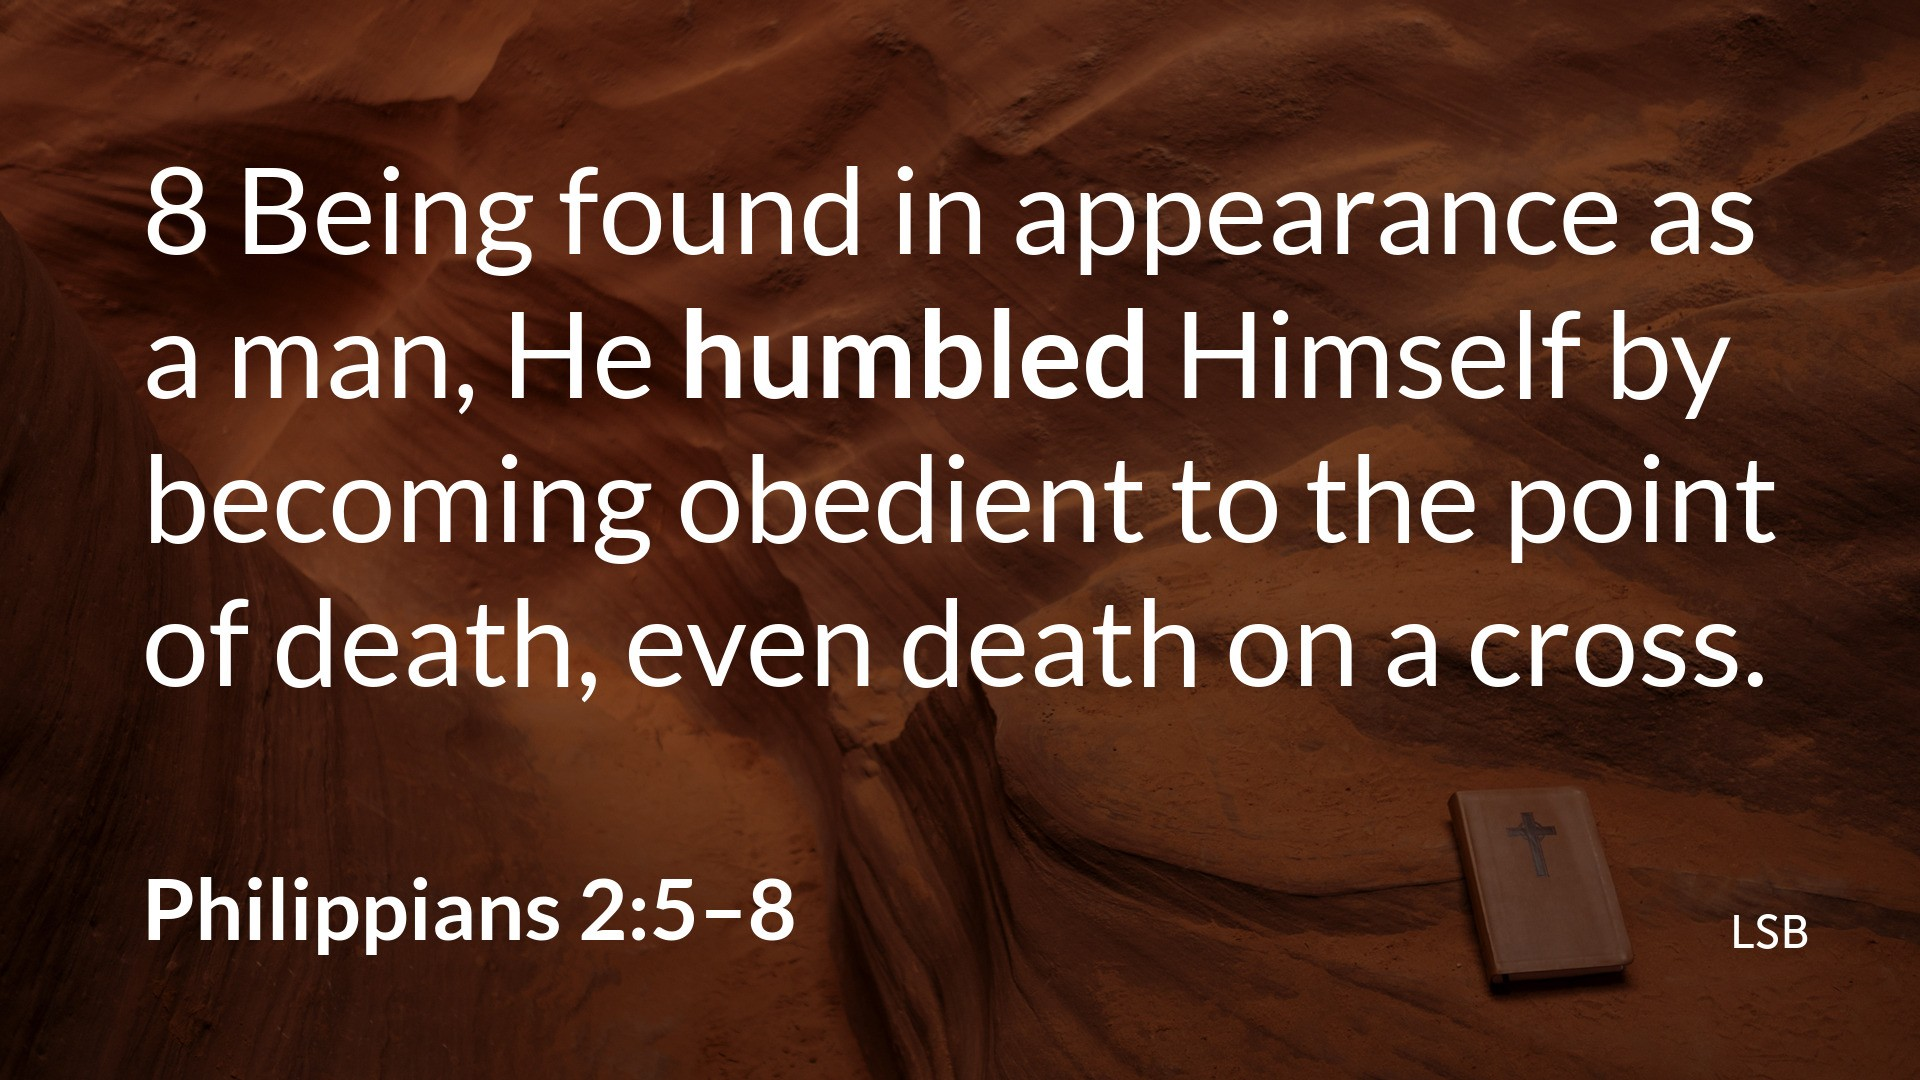 8 Being found in appearance as
a man, He humbled Himself by
becoming obedient to the point
of death, even death on a cross.
Philippians 2:5–8
LSB